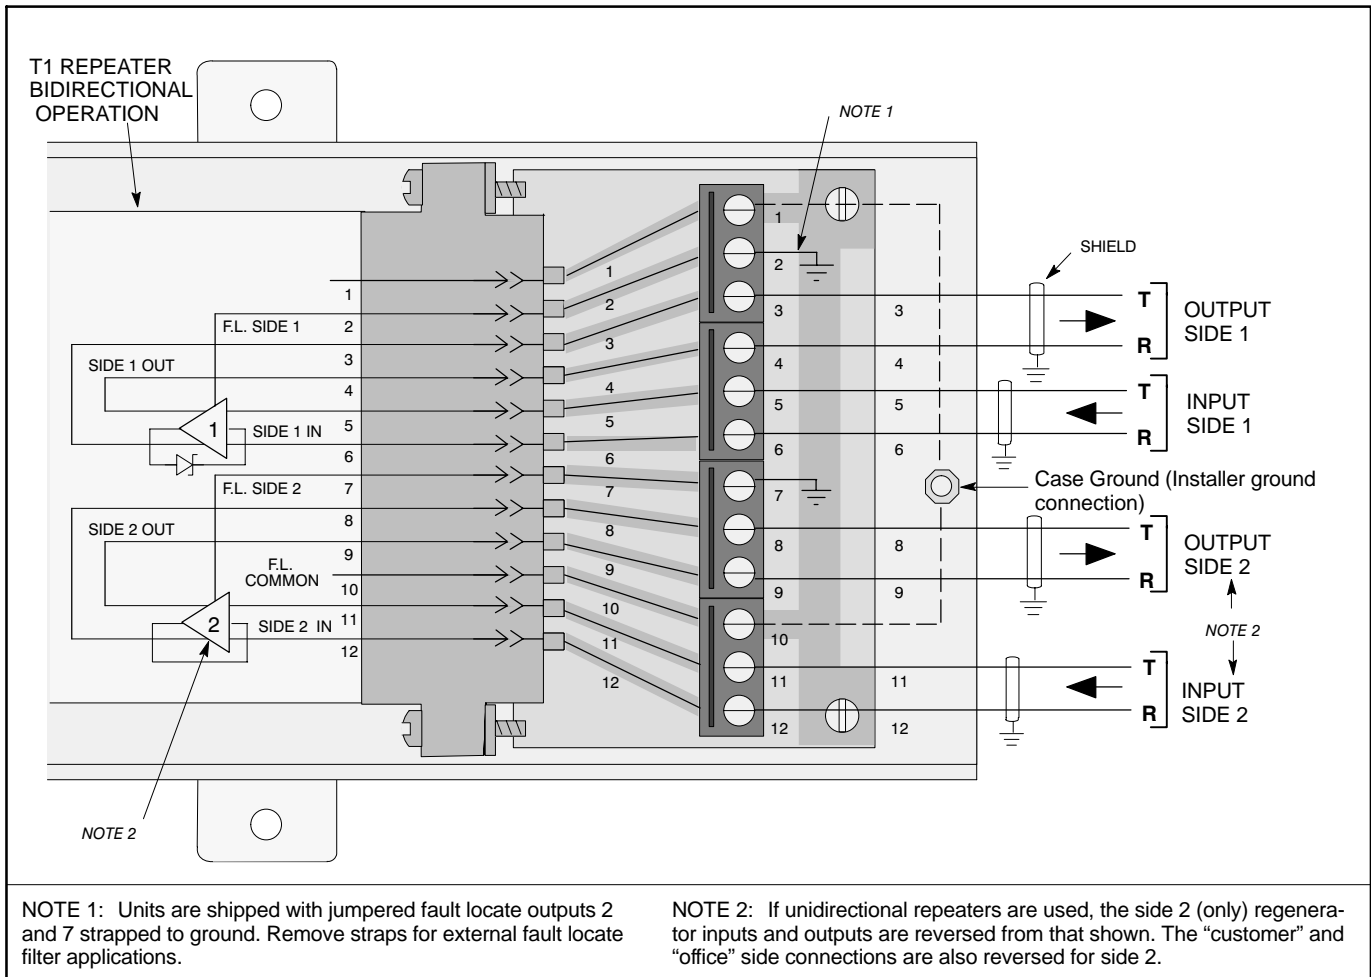 T1 REPEATER
BIDIRECTIONAL
OPERATION
NOTE 1
SHIELD
F.L. SIDE 1
SIDE 1 OUT
1
SIDE 1 IN
F.L. SIDE 2
SIDE 2 OUT
F.L.
COMMON
2
SIDE 2 IN
NOTE 2
1
2
3
4
5
6
7
8
9
10
11
12
1
2
3
4
5
6
7
8
9
10
11
12
1
2
3
4
5
6
7
8
9
10
11
12
3
4
5
6
8
9
11
12
T
R
OUTPUT
SIDE 1
T
R
INPUT
SIDE 1
Case Ground (Installer ground
connection)
T
R
OUTPUT
SIDE 2
NOTE 2
T
R
INPUT
SIDE 2
NOTE 1: Units are shipped with jumpered fault locate outputs 2
and 7 strapped to ground. Remove straps for external fault locate
filter applications.
NOTE 2: If unidirectional repeaters are used, the side 2 (only) regenera-
tor inputs and outputs are reversed from that shown. The “customer” and
“office” side connections are also reversed for side 2.